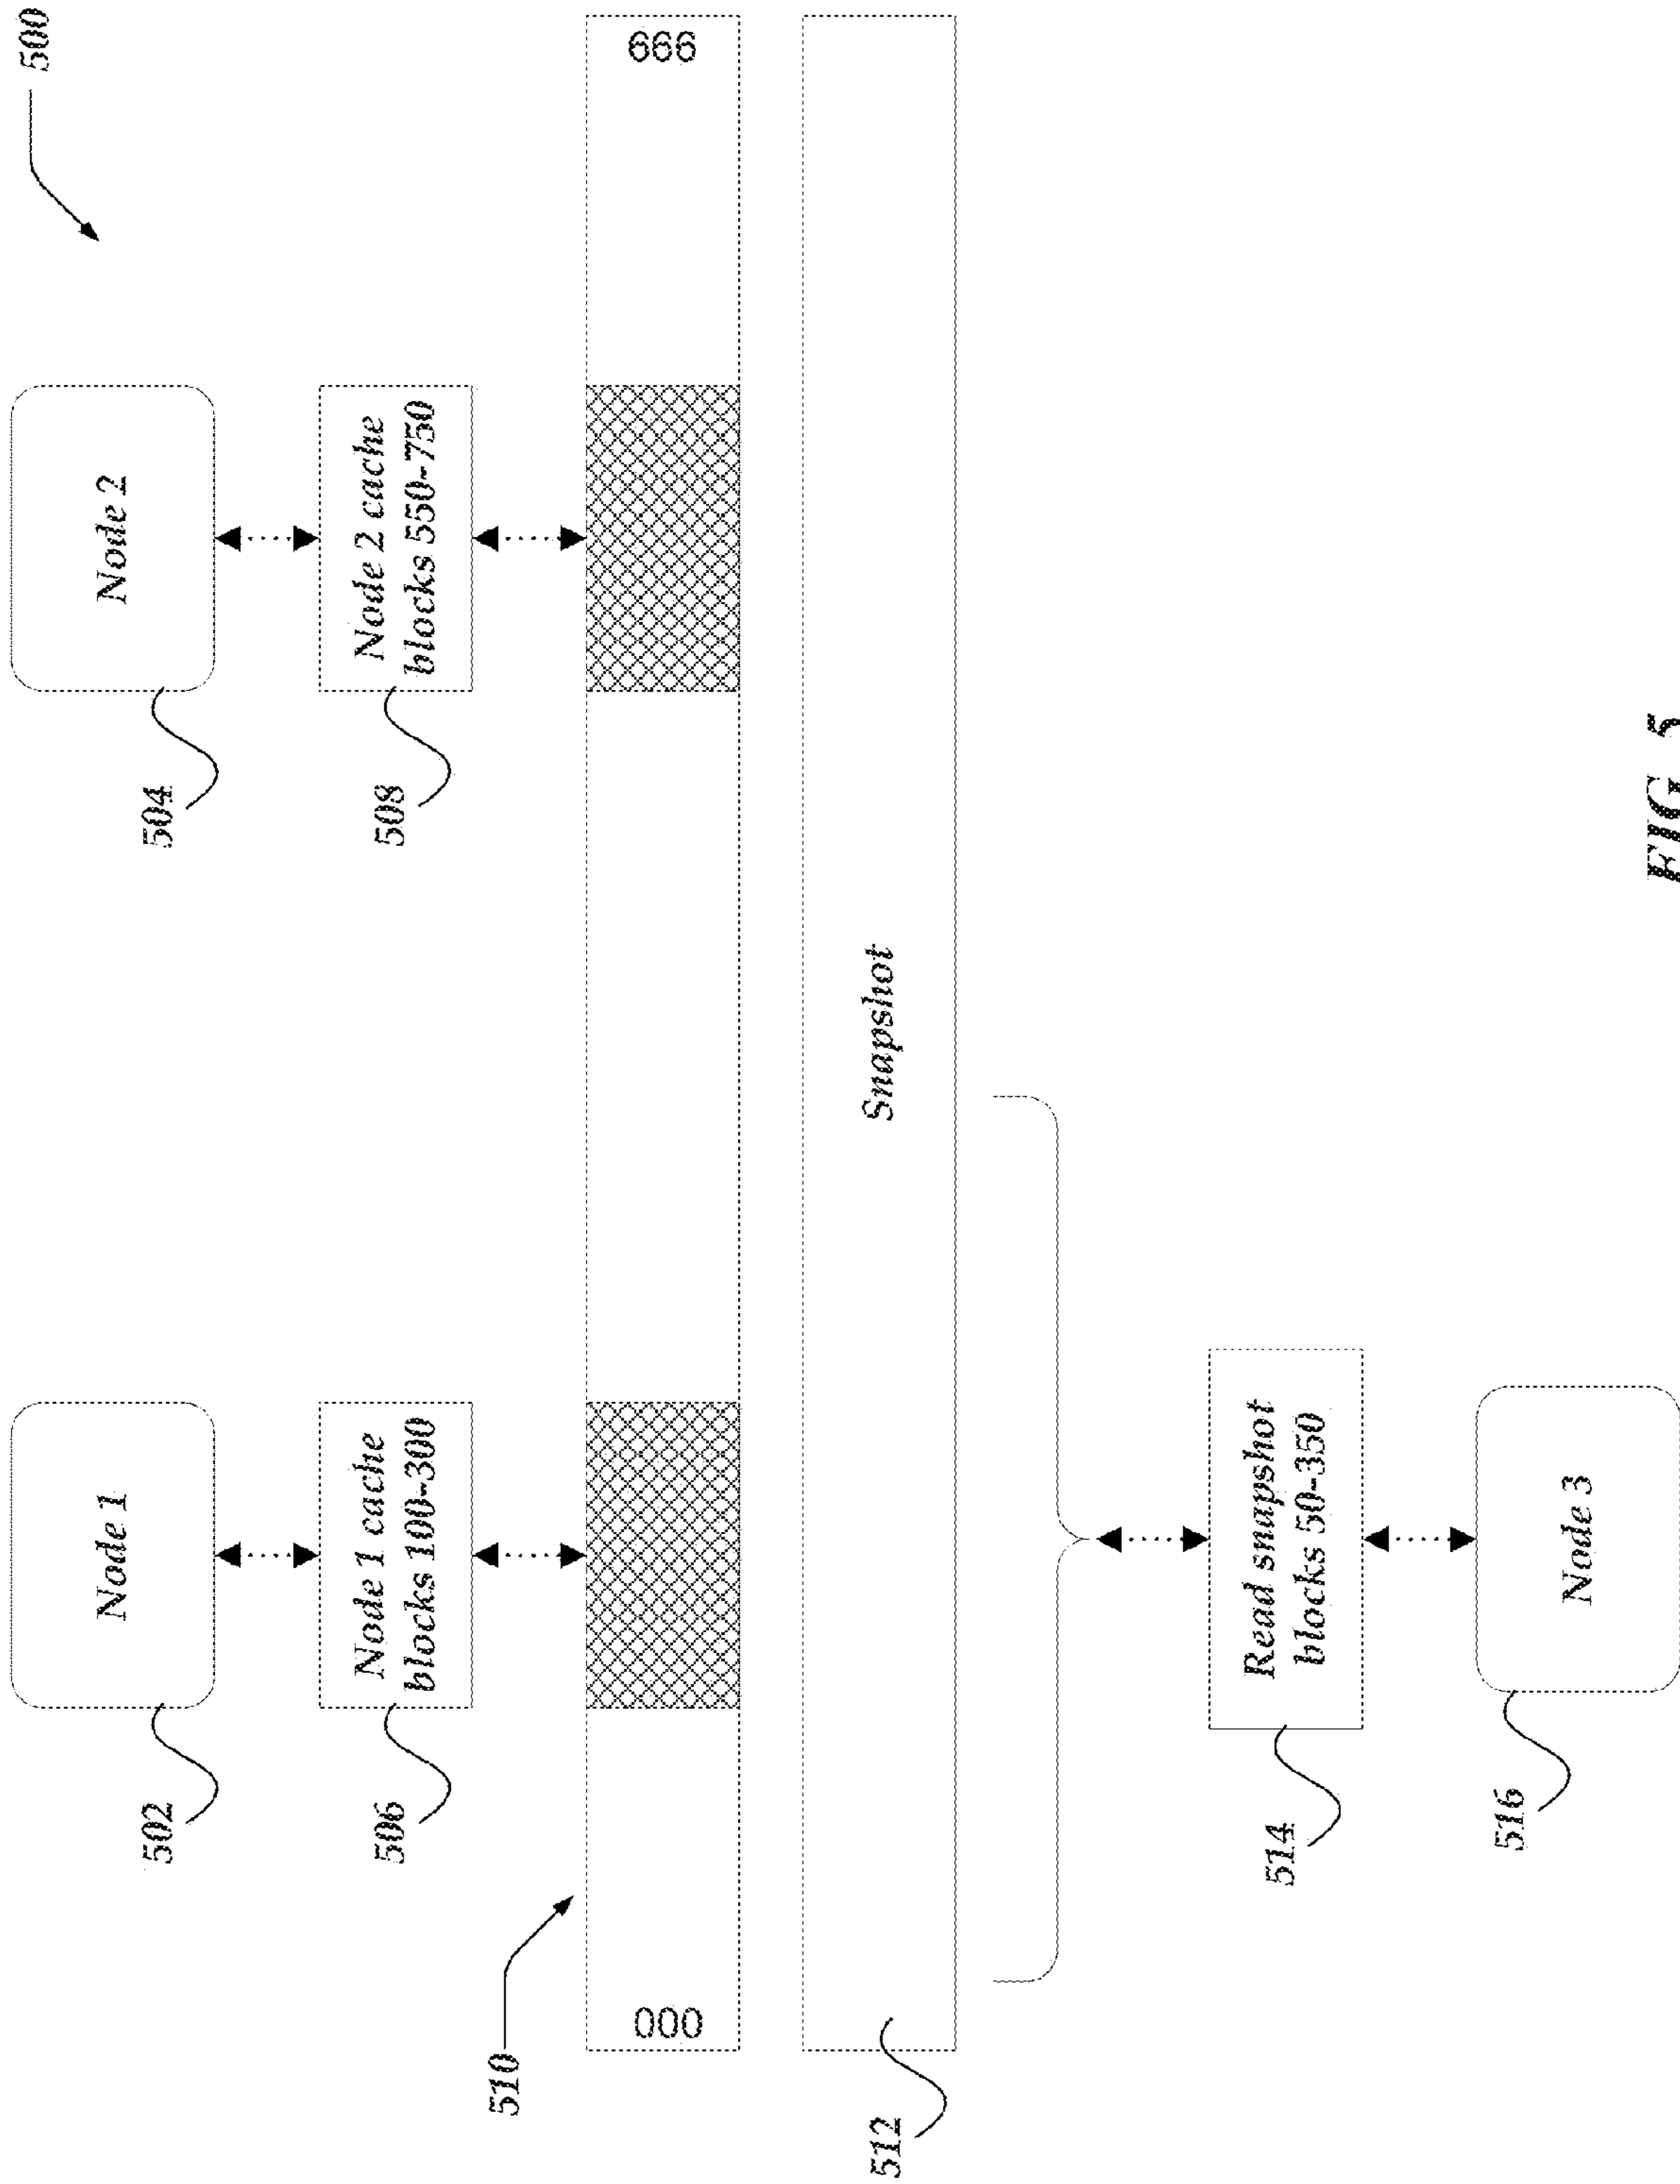 500
Node 1
Node 2
502
504
Node 1 cache
blocks 100-300
Node 2 cache
blocks 550-750
506
508
510
000
999
Snapshot
512
Read snapshot
blocks 50-350
514
Node 3
516
FIG. 5